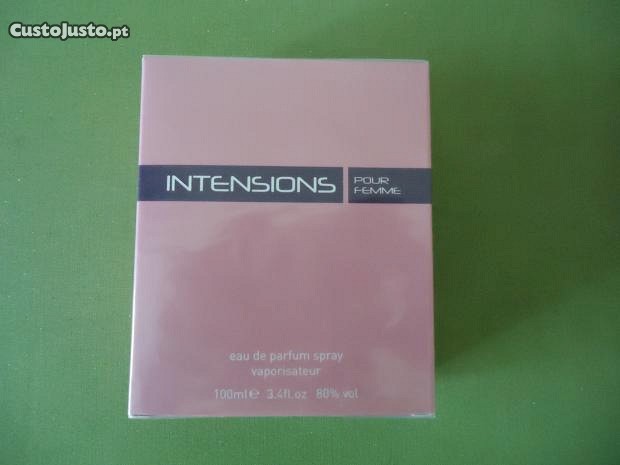 CustoJusto.pt
INTENSIONS
POUR
FEMME
eau de parfum spray
vaporisateur
100ml℮ 3.4fl.oz 80% vol